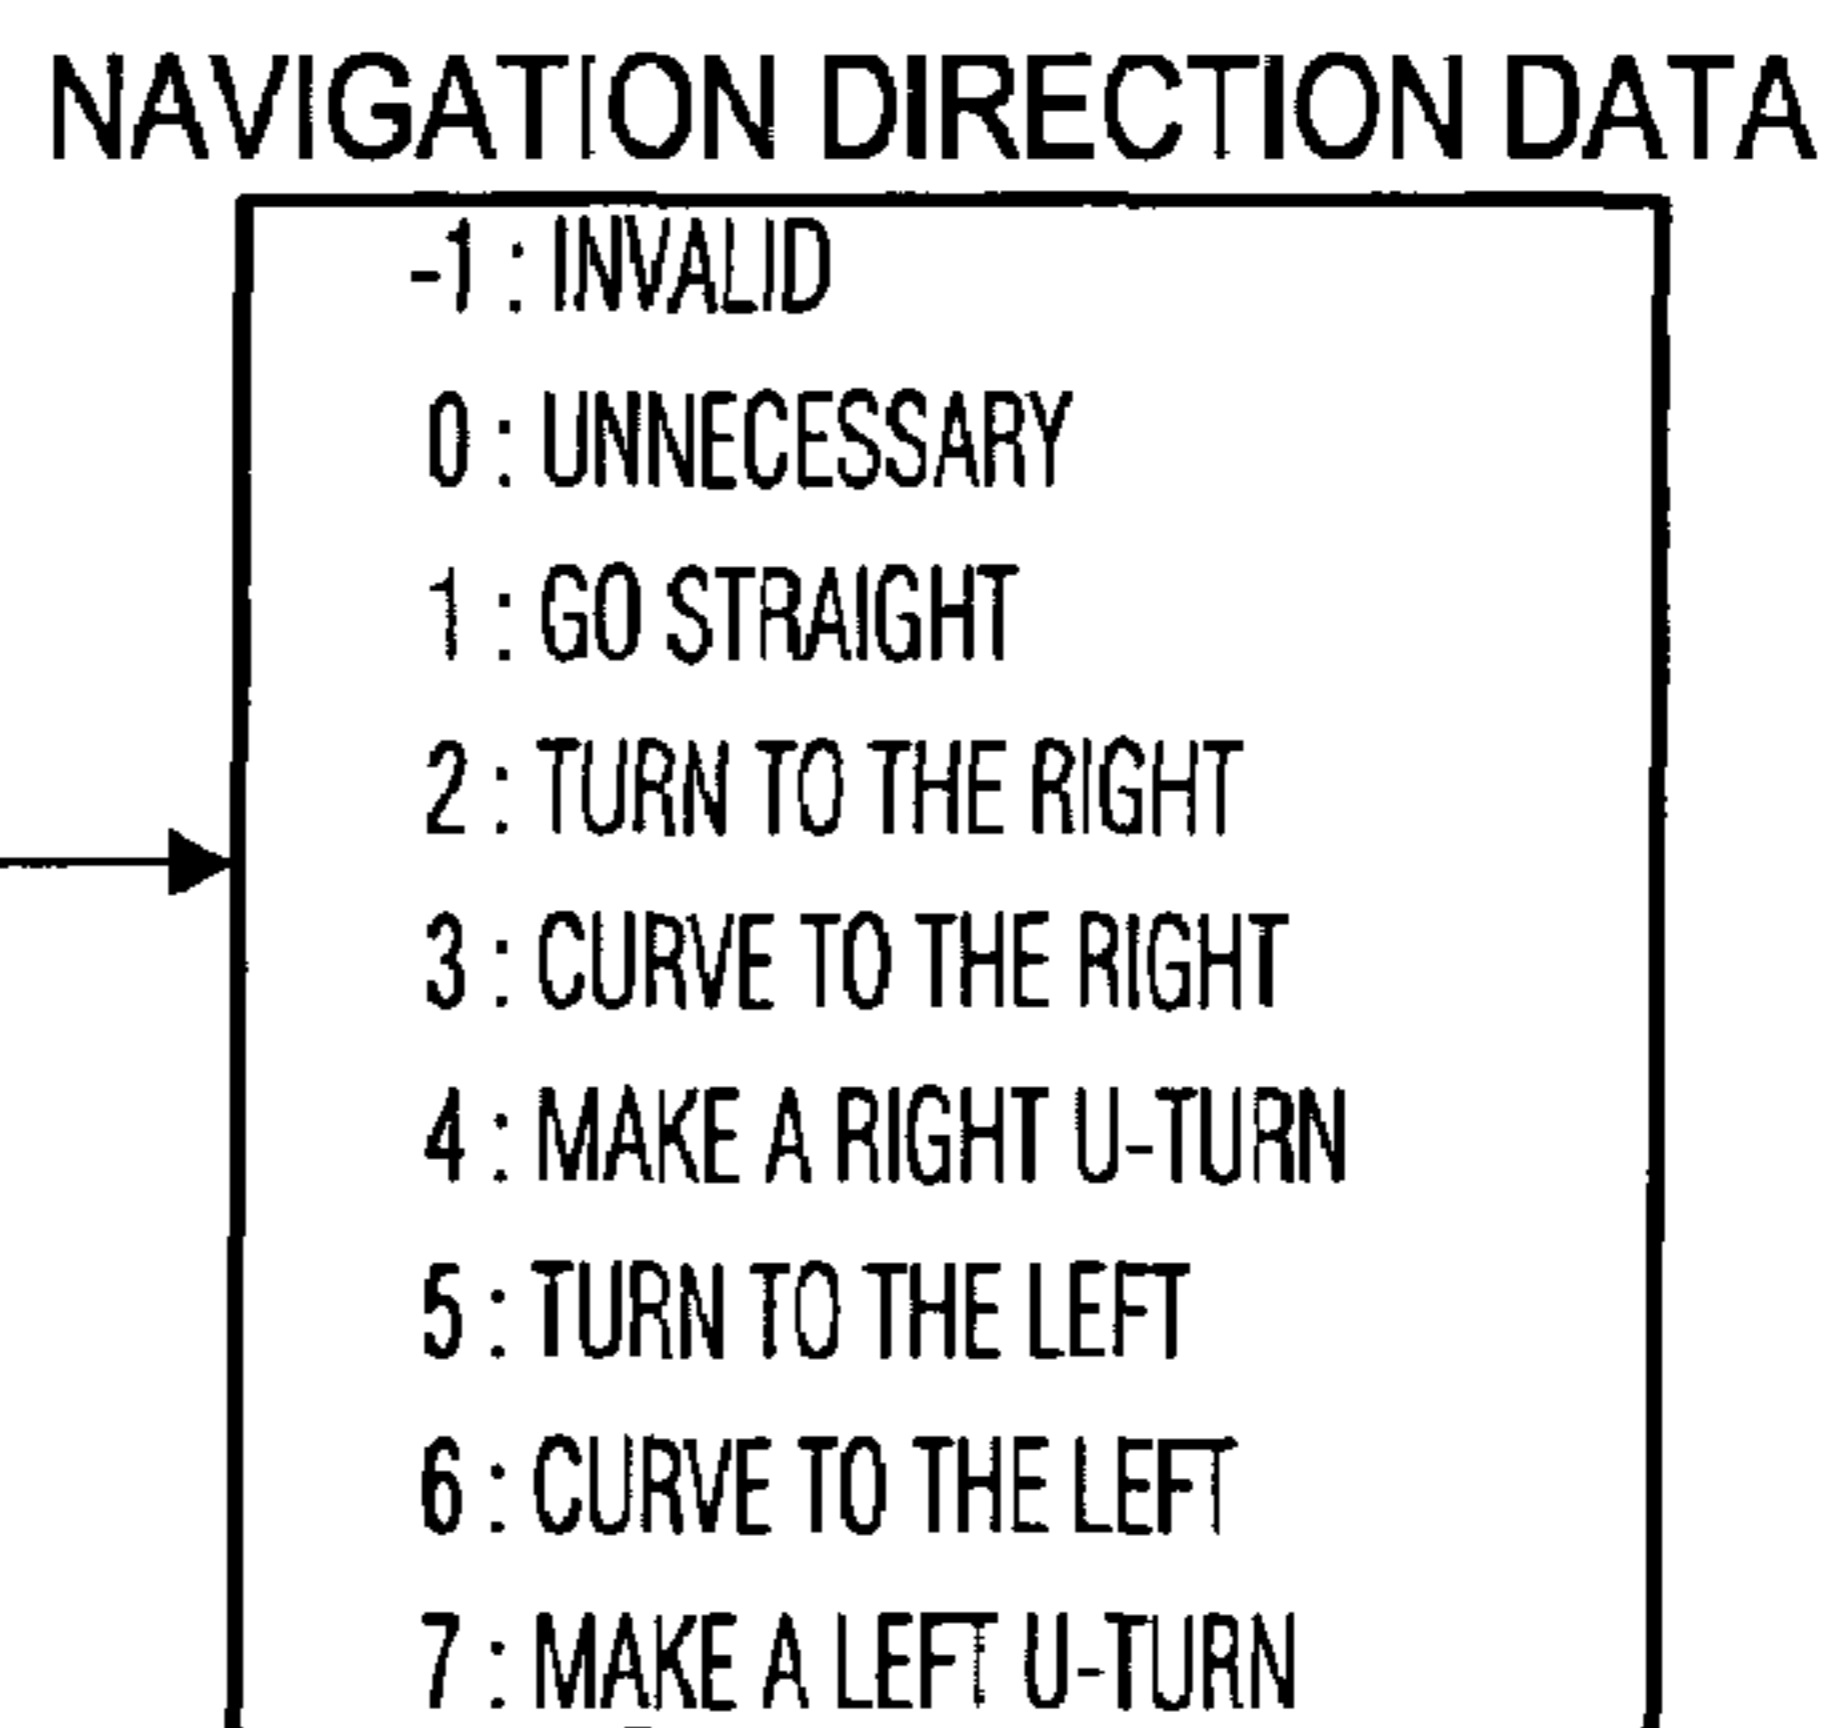 NAVIGATION DIRECTION DATA
-1 : INVALID
0 : UNNECESSARY
1 : GO STRAIGHT
2 : TURN TO THE RIGHT
3 : CURVE TO THE RIGHT
4 : MAKE A RIGHT U-TURN
5 : TURN TO THE LEFT
6 : CURVE TO THE LEFT
7 : MAKE A LEFT U-TURN